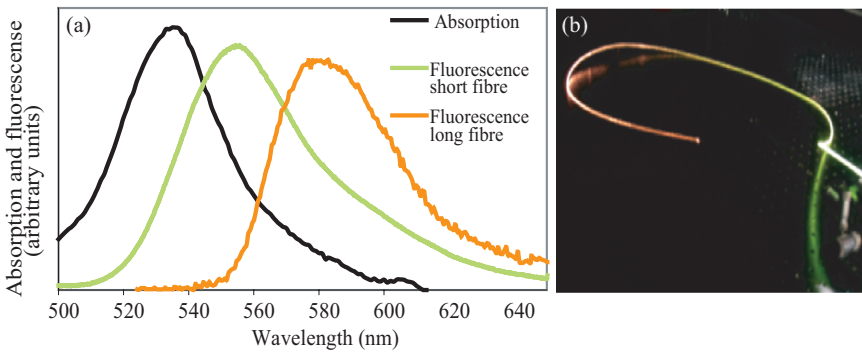 (a)
Absorption
Fluorescence
short fibre
Fluorescence
long fibre
Absorption and fluorescense
(arbitrary units)
500 520 540 560 580 600 620 640
Wavelength (nm)
(b)